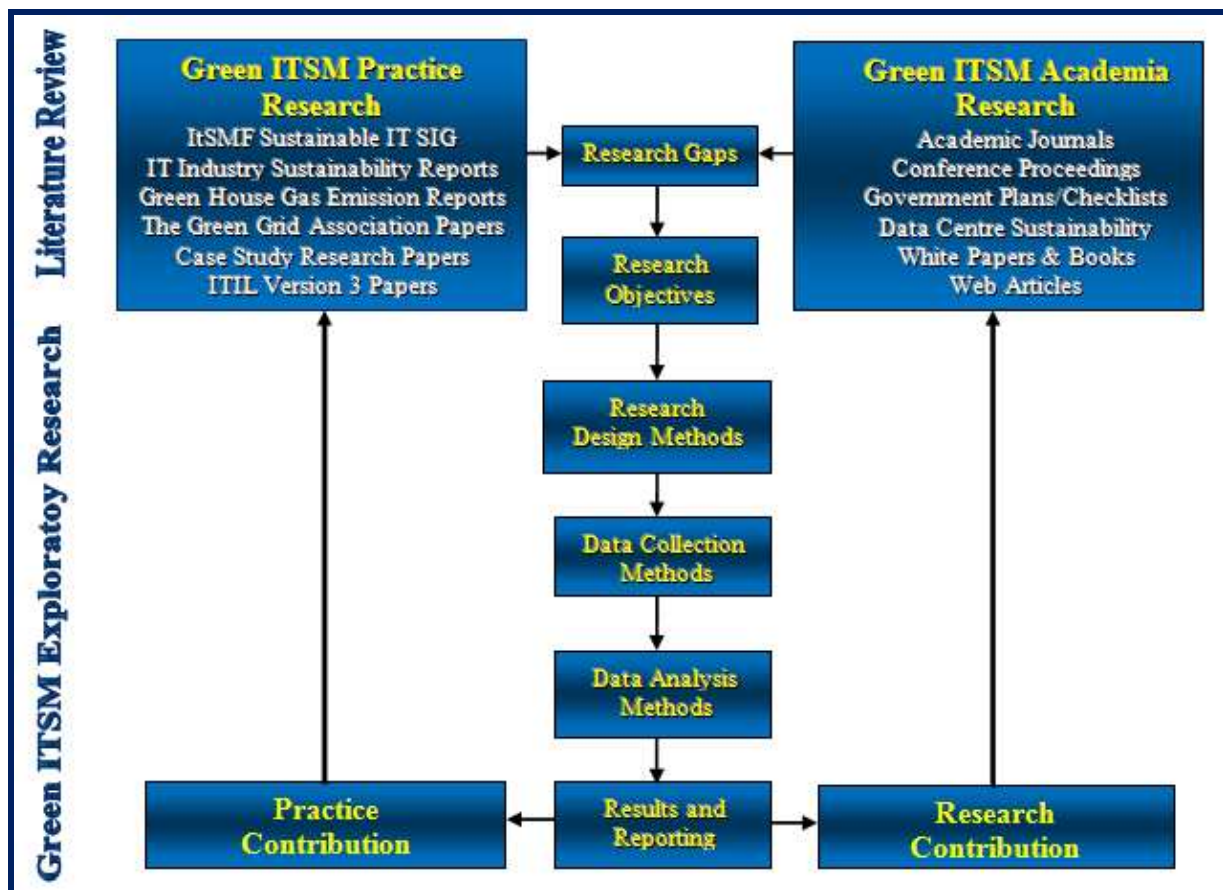 Literature Review
Green ITSM Exploratoy Research
Green ITSM Practice
Research
ItSMF Sustainable IT SIG
IT Industry Sustainability Reports
Green House Gas Emission Reports
The Green Grid Association Papers
Case Study Research Papers
ITIL Version 3 Papers
Research Gaps
Green ITSM Academia
Research
Academic Journals
Conference Proceedings
Government Plans/Checklists
Data Centre Sustainability
White Papers & Books
Web Articles
Research
Objectives
Research
Design Methods
Data Collection
Methods
Data Analysis
Methods
Practice
Contribution
Results and
Reporting
Research
Contribution